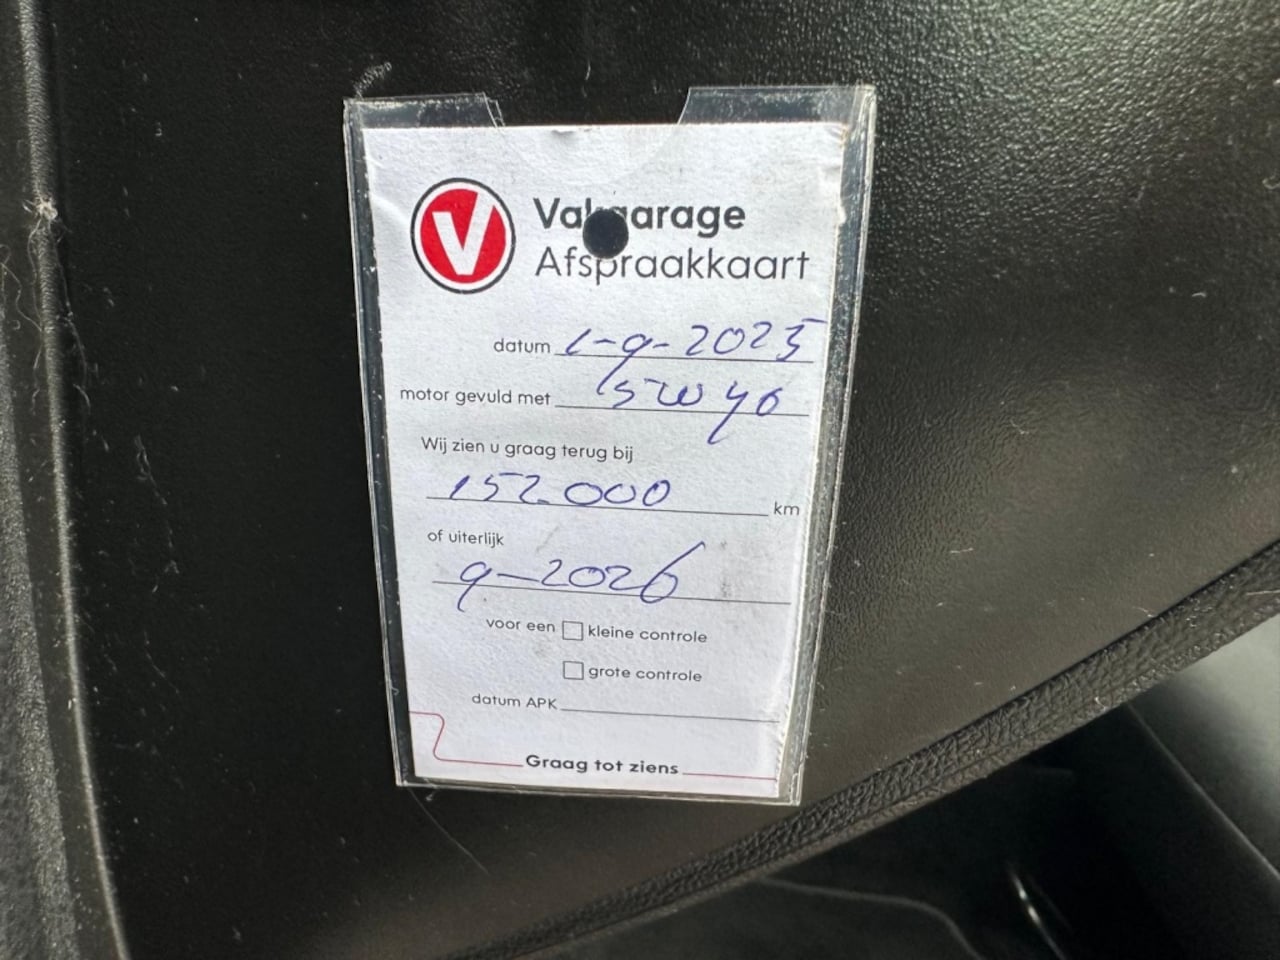 V
Vakgarage
Afspraakkaart
datum 1-9-2025
motor gevuld met 5W40
Wij zien u graag terug bij
152.000 km
of uiterlijk
9-2026
voor een kleine controle
grote controle
datum APK
Graag tot ziens